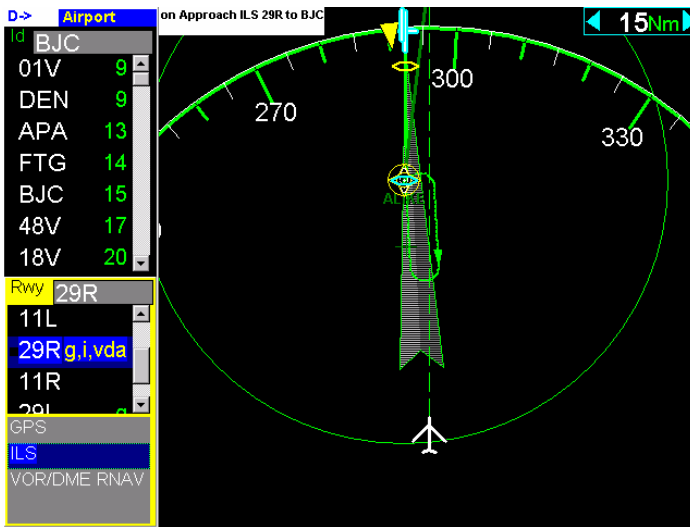 D-> Airport
on Approach ILS 29R to BJC
15Nm
Id BJC
01V 9
DEN 9
APA 13
FTG 14
BJC 15
48V 17
18V 20
270
300
330
0
Rwy 29R
11L
29R g,i,vda
11R
29L g
GPS
ILS
VOR/DME RNAV